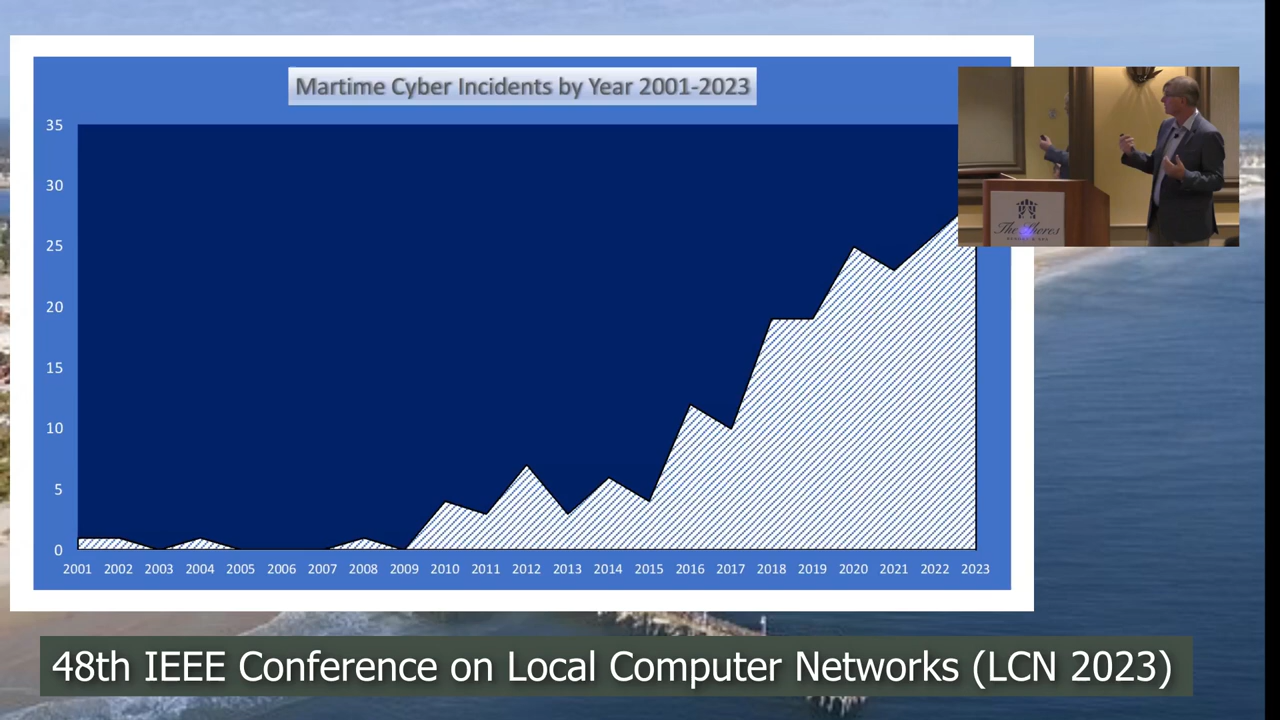 Martime Cyber Incidents by Year 2001-2023
35
30
25
20
15
10
5
0
2001 2002 2003 2004 2005 2006 2007 2008 2009 2010 2011 2012 2013 2014 2015 2016 2017 2018 2019 2020 2021 2022 2023
The Shores
48th IEEE Conference on Local Computer Networks (LCN 2023)